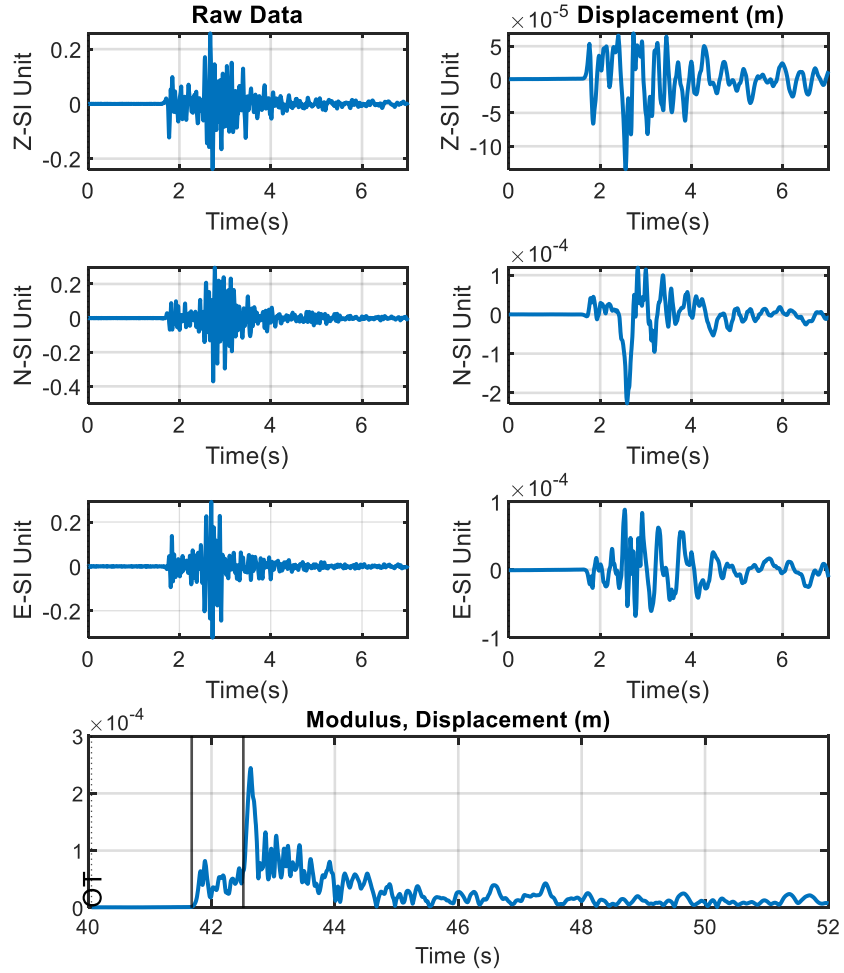 Raw Data
Displacement (m)
×10^-5
Z-SI Unit
0.2
0
-0.2
0 2 4 6
Time(s)
Z-SI Unit
5
0
-5
-10
0 2 4 6
Time(s)
N-SI Unit
0.2
0
-0.2
-0.4
0 2 4 6
Time(s)
×10^-4
N-SI Unit
1
0
-1
-2
0 2 4 6
Time(s)
E-SI Unit
0.2
0
-0.2
0 2 4 6
Time(s)
×10^-4
E-SI Unit
1
0
-1
0 2 4 6
Time(s)
Modulus, Displacement (m)
×10^-4
3
2
1
0
OT
40 42 44 46 48 50 52
Time (s)